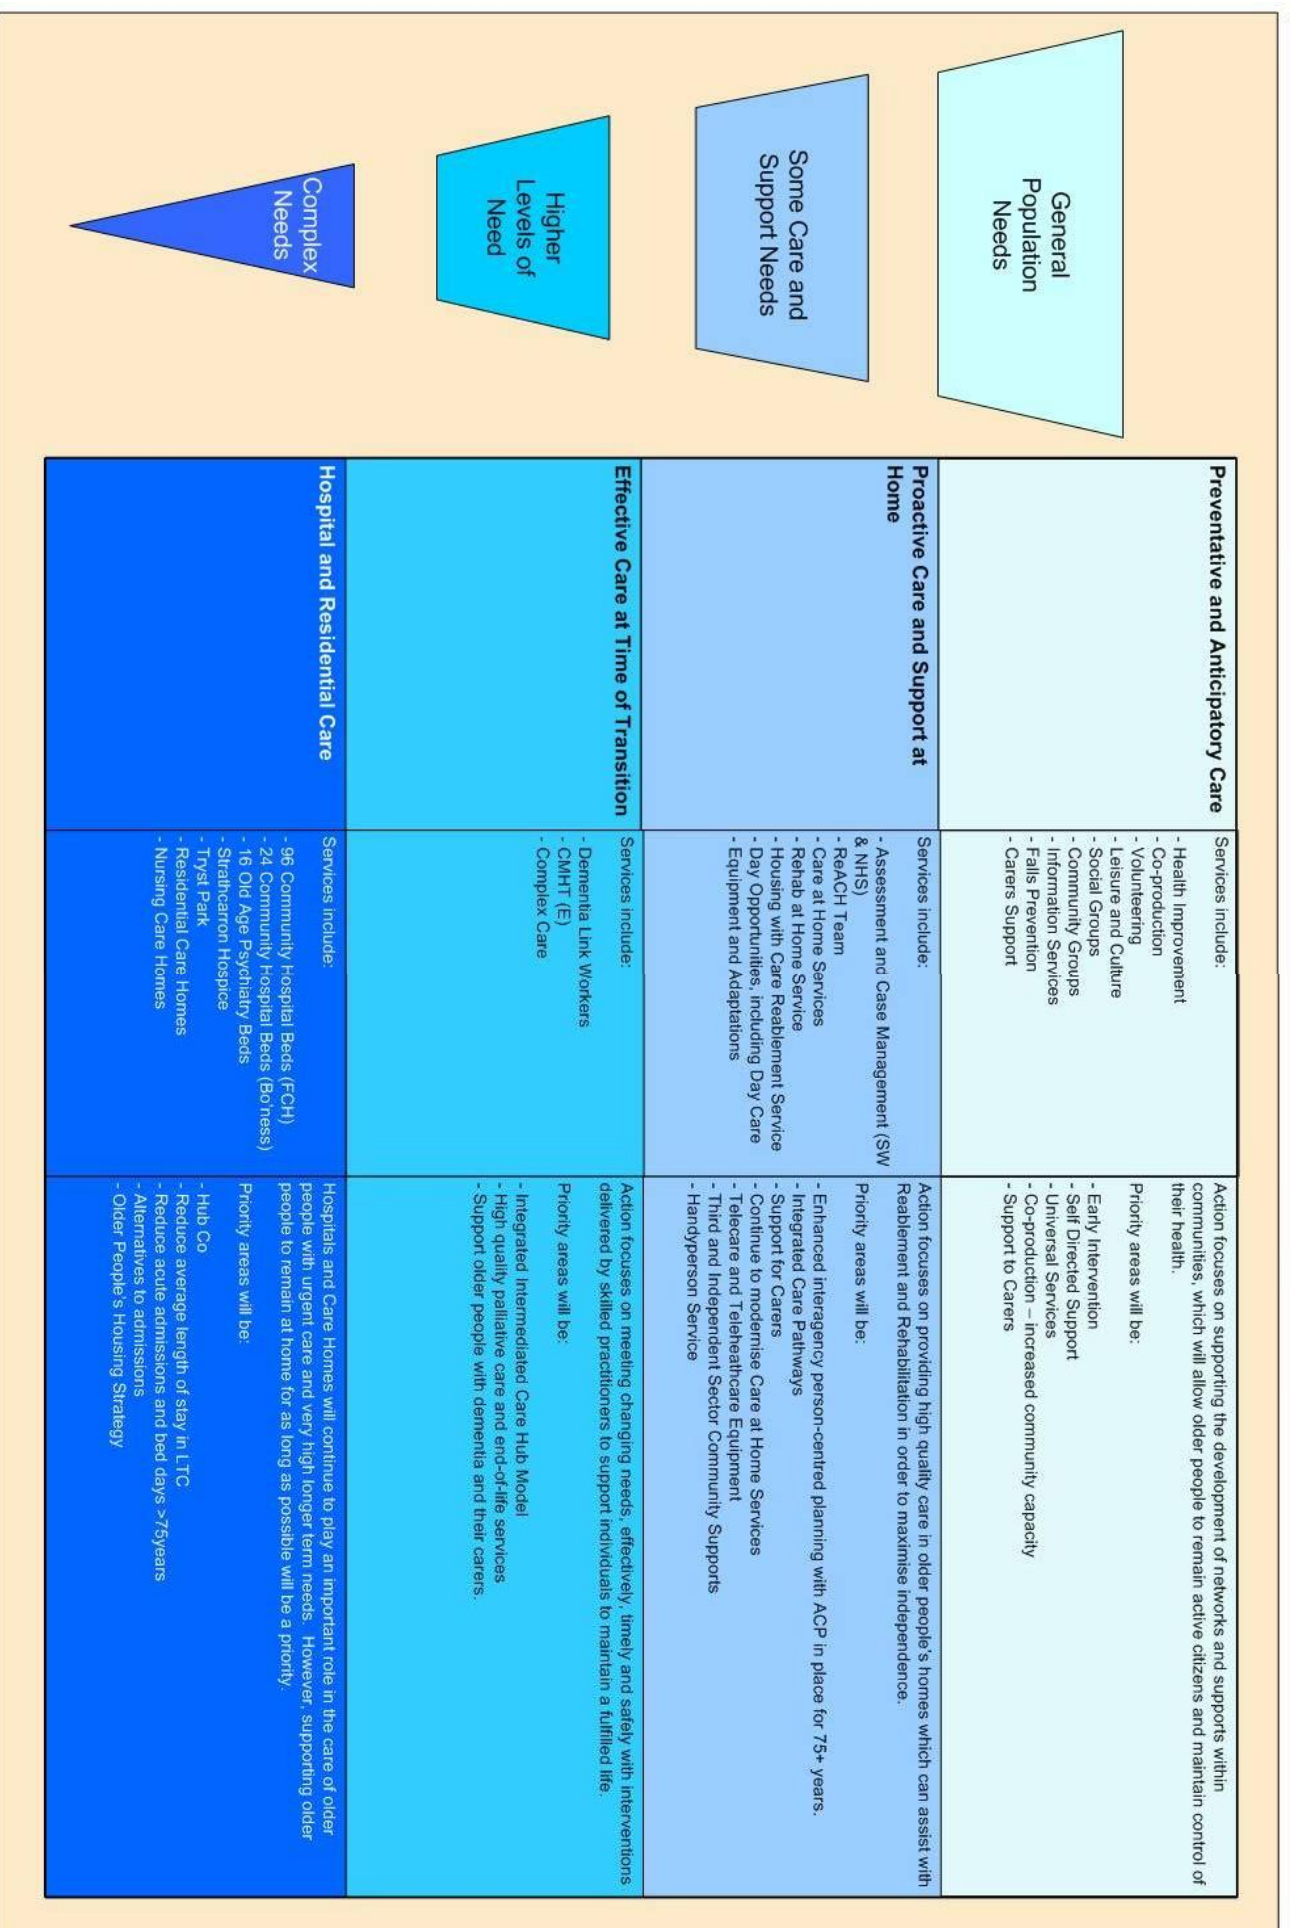 General
Population
Needs
Preventative and Anticipatory Care
Services include:
- Health Improvement
- Co-production
- Volunteering
- Leisure and Culture
- Social Groups
- Community Groups
- Information Services
- Falls Prevention
- Carers Support
Action focuses on supporting the development of networks and supports within
communities, which will allow older people to remain active citizens and maintain control of
their health.
Priority areas will be:
- Early Intervention
- Self Directed Support
- Universal Services
- Co-production – increased community capacity
- Support to Carers
Some Care and
Support Needs
Proactive Care and Support at
Home
Services include:
- Assessment and Case Management (SW
& NHS)
- ReACH Team
- Care at Home Services
- Rehab at Home Service
- Housing with Care Reablement Service
- Day Opportunities, including Day Care
- Equipment and Adaptations
Action focuses on providing high quality care in older people's homes which can assist with
Reablement and Rehabilitation in order to maximise independence.
Priority areas will be:
- Enhanced interagency person-centred planning with ACP in place for 75+ years.
- Integrated Care Pathways
- Support for Carers
- Continue to modernise Care at Home Services
- Telecare and Teleheathcare Equipment
- Third and Independent Sector Community Supports
- Handyperson Service
Higher
Levels of
Need
Effective Care at Time of Transition
Services include:
- Dementia Link Workers
- CMHT (E)
- Complex Care
Action focuses on meeting changing needs, effectively, timely and safely with interventions
delivered by skilled practitioners to support individuals to maintain a fulfilled life.
Priority areas will be:
- Integrated Intermediated Care Hub Model
- High quality palliative care and end-of-life services
- Support older people with dementia and their carers.
Complex
Needs
Hospital and Residential Care
Services include:
- 96 Community Hospital Beds (FCH)
- 24 Community Hospital Beds (Bo'ness)
- 16 Old Age Psychiatry Beds
- Strathcarron Hospice
- Tryst Park
- Residential Care Homes
- Nursing Care Homes
Hospitals and Care Homes will continue to play an important role in the care of older
people with urgent care and very high longer term needs. However, supporting older
people to remain at home for as long as possible will be a priority.
Priority areas will be:
- Hub Co
- Reduce average length of stay in LTC
- Reduce acute admissions and bed days >75years
- Alternatives to admissions
- Older People's Housing Strategy